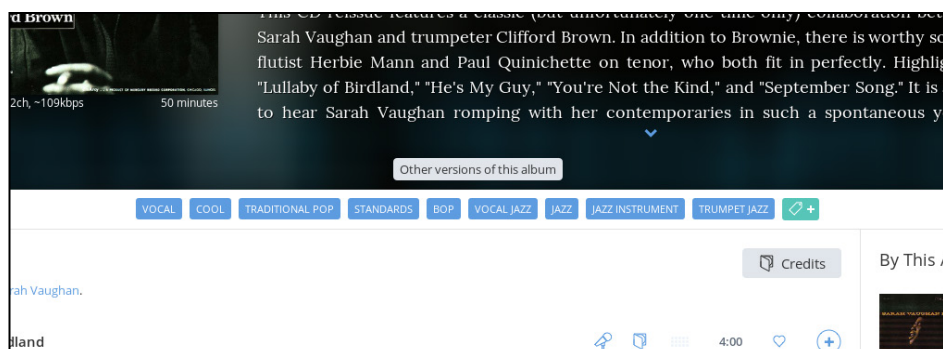 rd Brown
This CD reissue features a classic (but unfortunately one time only) collaboration bet
Sarah Vaughan and trumpeter Clifford Brown. In addition to Brownie, there is worthy so
flutist Herbie Mann and Paul Quinichette on tenor, who both fit in perfectly. Highlig
"Lullaby of Birdland," "He's My Guy," "You're Not the Kind," and "September Song." It is
to hear Sarah Vaughan romping with her contemporaries in such a spontaneous y
2ch, ~109kbps 50 minutes
Other versions of this album
VOCAL COOL TRADITIONAL POP STANDARDS BOP VOCAL JAZZ JAZZ JAZZ INSTRUMENT TRUMPET JAZZ +
Credits
By This
rah Vaughan.
SARAH VAUGHAN
dland 4:00 +